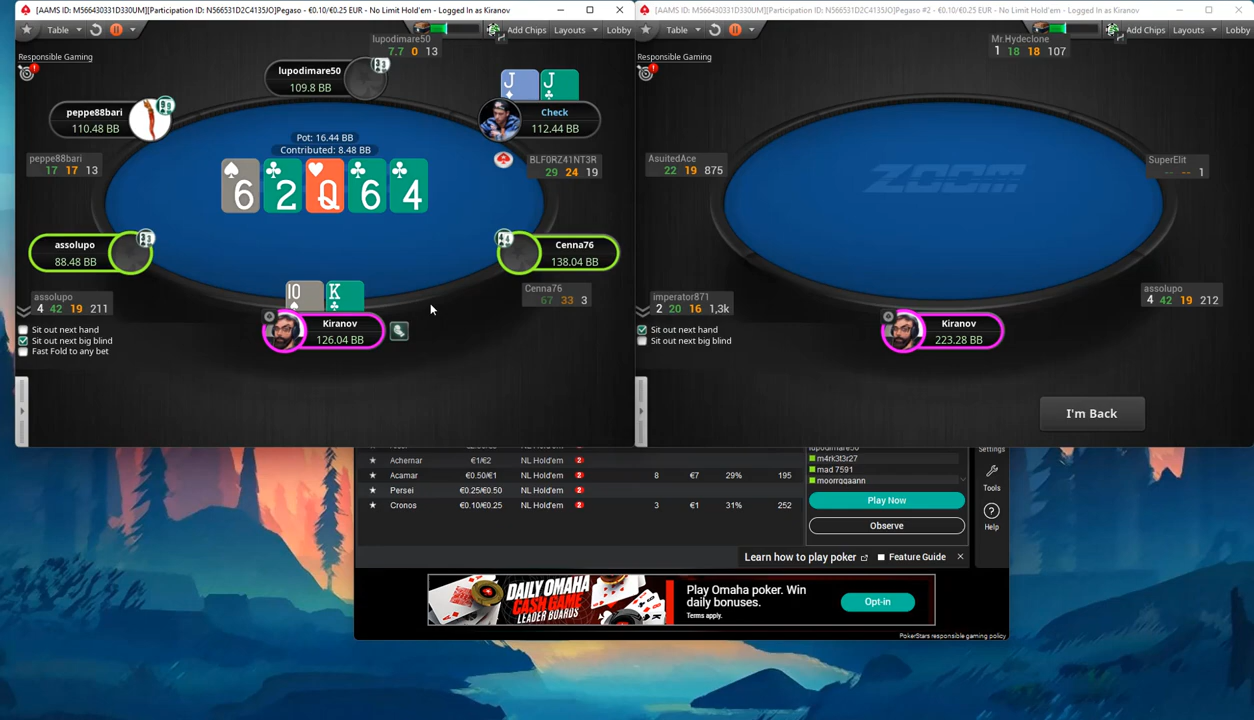 [AAMS ID: M566430331D330UM][Participation ID: N566531D2C4135JO]Pegaso - €0.10/€0.25 EUR - No Limit Hold'em - Logged In as Kiranov
Table
Add Chips
Layouts
Lobby
Responsible Gaming
lupodimare50
7.7 0 13
lupodimare50
109.8 BB
J J
Check
112.44 BB
peppe88bari
110.48 BB
Pot: 16.44 BB
Contributed: 8.48 BB
peppe88bari
17 17 13
BLF0RZ41NT3R
29 24 19
6 2 Q 6 4
assolupo
88.48 BB
Cenna76
138.04 BB
assolupo
4 42 19 211
10 K
Cenna76
67 33 3
Kiranov
126.04 BB
Sit out next hand
Sit out next big blind
Fast Fold to any bet
[AAMS ID: M566430331D330UM][Participation ID: N566531D2C4135JO]Pegaso #2 - €0.10/€0.25 EUR - No Limit Hold'em - Logged In as Kiranov
Table
Add Chips
Layouts
Lobby
Responsible Gaming
Mr.Hydeclone
1 18 18 107
AsuitedAce
22 19 875
ZOOM
SuperElit
-- -- 1
imperator871
2 20 16 1,3k
assolupo
4 42 19 212
Kiranov
223.28 BB
Sit out next hand
Sit out next big blind
I'm Back
Achernar €1/€2 NL Hold'em 2
Acamar €0.50/€1 NL Hold'em 2 8 €7 29% 195
Persei €0.25/€0.50 NL Hold'em 2
Cronos €0.10/€0.25 NL Hold'em 2 3 €1 31% 252
lupodimare50
m4rk3t3r27
mad 7591
moorrgaann
Play Now
Observe
Settings
Tools
Help
Learn how to play poker
Feature Guide
DAILY OMAHA
CASH GAME
LEADER BOARDS
Play Omaha poker. Win
daily bonuses.
Terms apply.
Opt-in
PokerStars responsible gaming policy